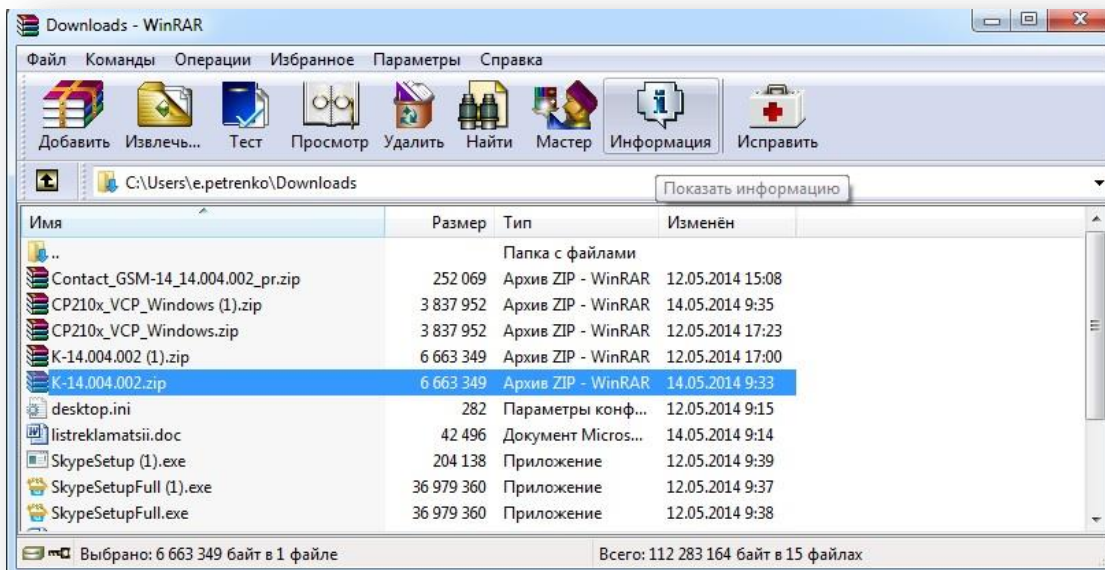 Downloads - WinRAR
Файл Команды Операции Избранное Параметры Справка
Добавить Извлечь... Тест Просмотр Удалить Найти Мастер Информация Исправить
C:\Users\e.petrenko\Downloads
Показать информацию
Имя Размер Тип Изменён
.. Папка с файлами
Contact_GSM-14_14.004.002_pr.zip 252 069 Архив ZIP - WinRAR 12.05.2014 15:08
CP210x_VCP_Windows (1).zip 3 837 952 Архив ZIP - WinRAR 14.05.2014 9:35
CP210x_VCP_Windows.zip 3 837 952 Архив ZIP - WinRAR 12.05.2014 17:23
K-14.004.002 (1).zip 6 663 349 Архив ZIP - WinRAR 12.05.2014 17:00
K-14.004.002.zip 6 663 349 Архив ZIP - WinRAR 14.05.2014 9:33
desktop.ini 282 Параметры конф... 12.05.2014 9:15
listreklamatsii.doc 42 496 Документ Micros... 14.05.2014 9:14
SkypeSetup (1).exe 204 138 Приложение 12.05.2014 9:39
SkypeSetupFull (1).exe 36 979 360 Приложение 12.05.2014 9:37
SkypeSetupFull.exe 36 979 360 Приложение 12.05.2014 9:38
Выбрано: 6 663 349 байт в 1 файле Всего: 112 283 164 байт в 15 файлах